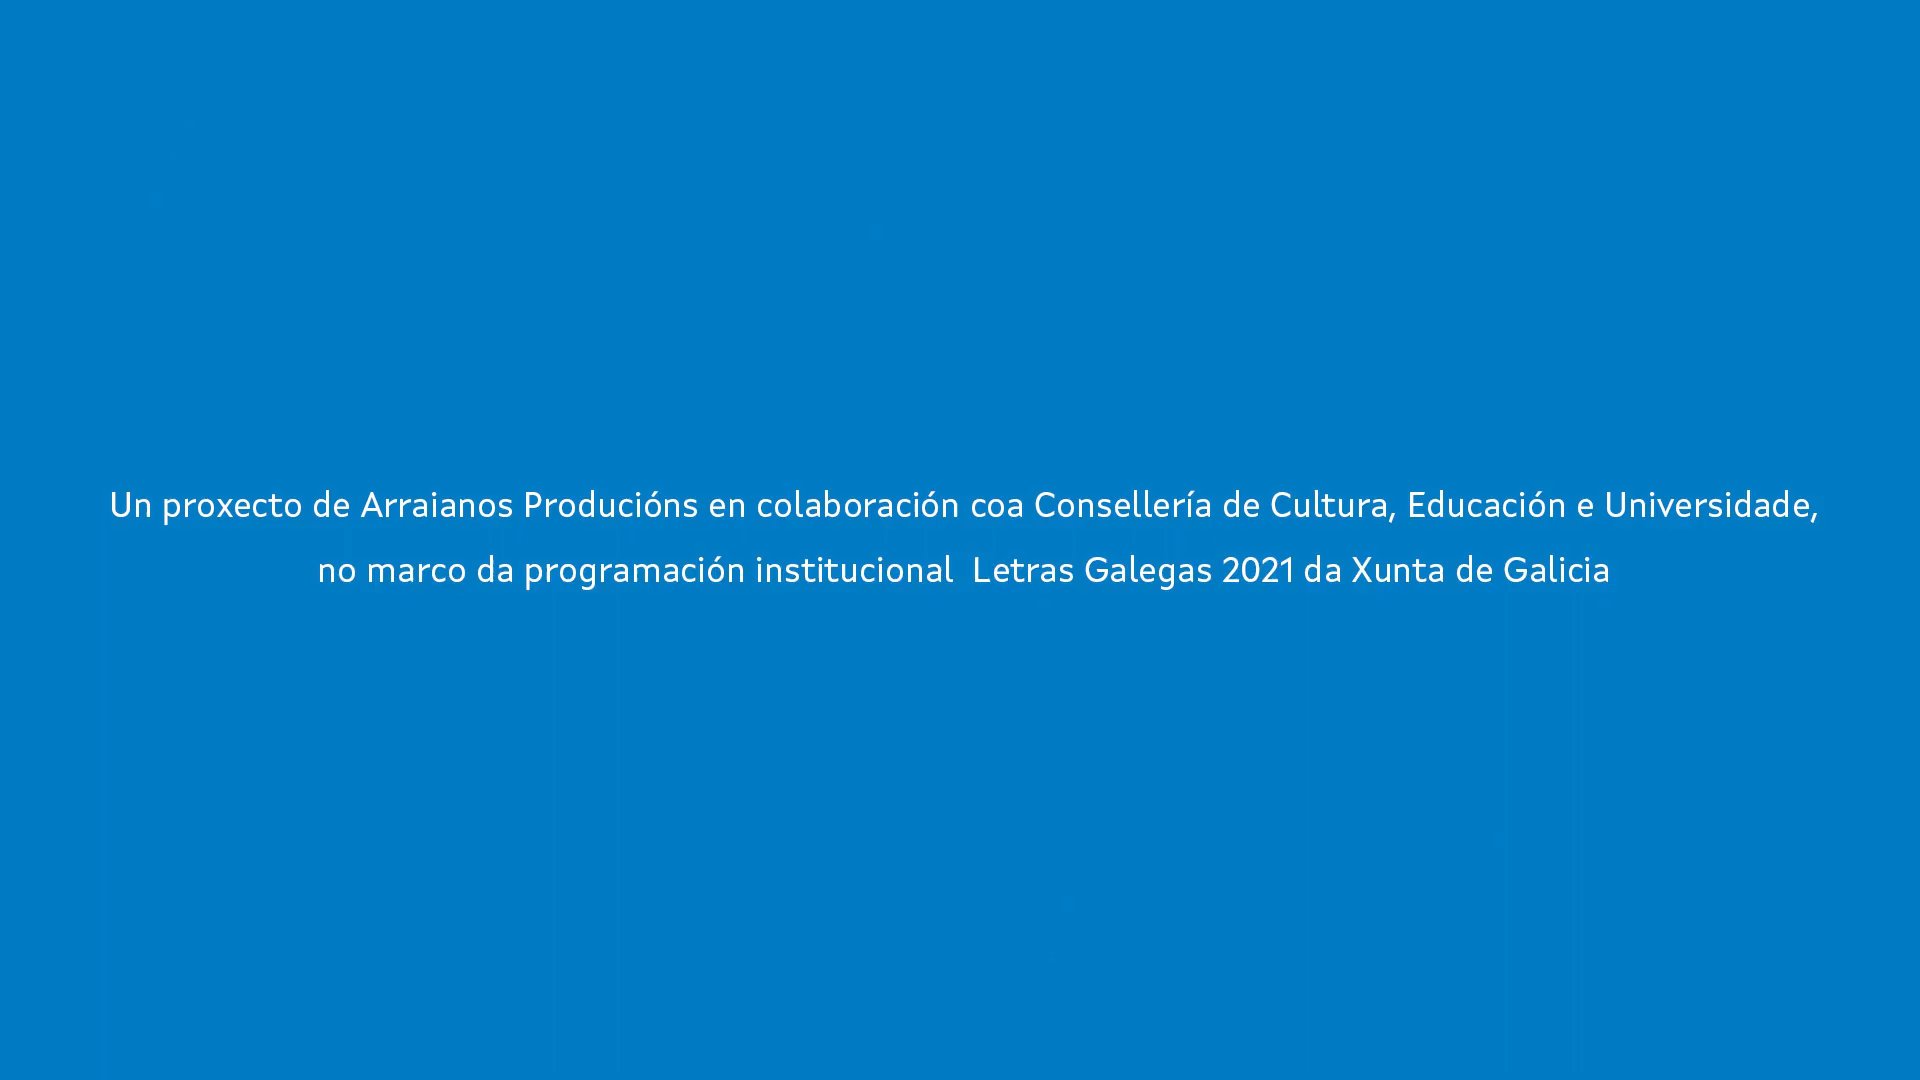 Un proxecto de Arraianos Producións en colaboración coa Consellería de Cultura, Educación e Universidade,
no marco da programación institucional  Letras Galegas 2021 da Xunta de Galicia